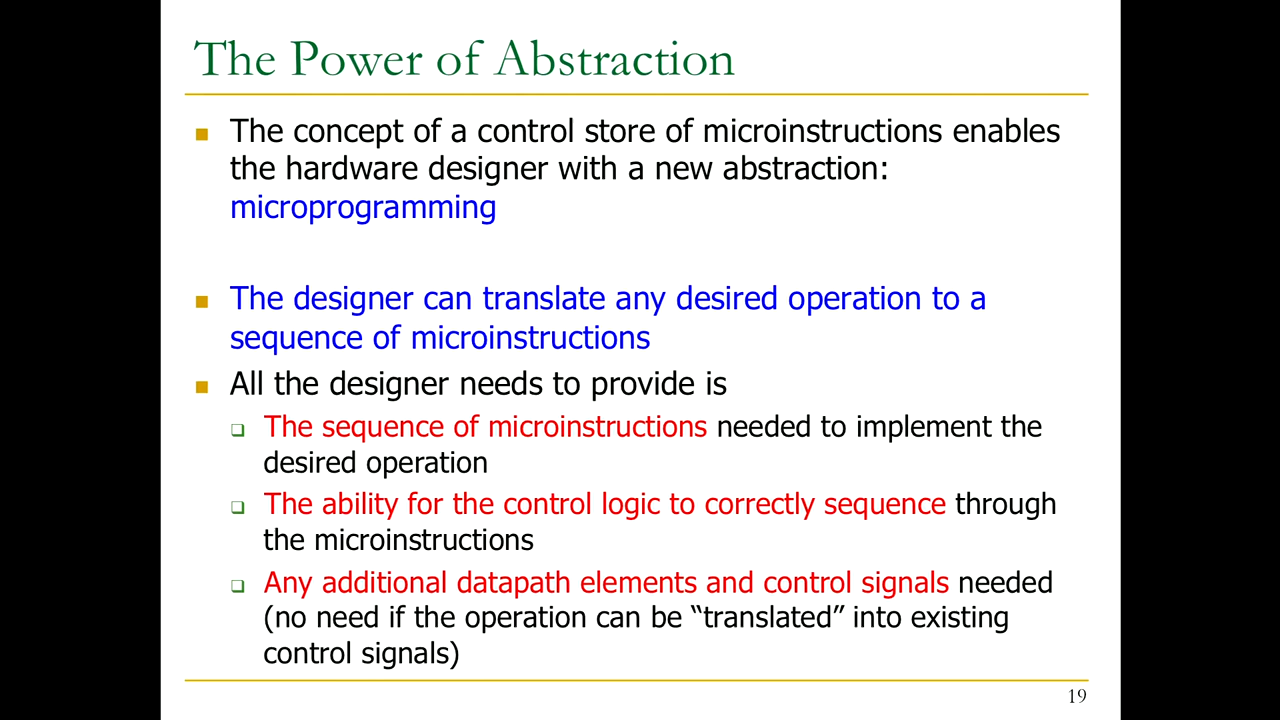 The Power of Abstraction
The concept of a control store of microinstructions enables
the hardware designer with a new abstraction:
microprogramming
The designer can translate any desired operation to a
sequence of microinstructions
All the designer needs to provide is
The sequence of microinstructions needed to implement the
desired operation
The ability for the control logic to correctly sequence through
the microinstructions
Any additional datapath elements and control signals needed
(no need if the operation can be “translated” into existing
control signals)
19